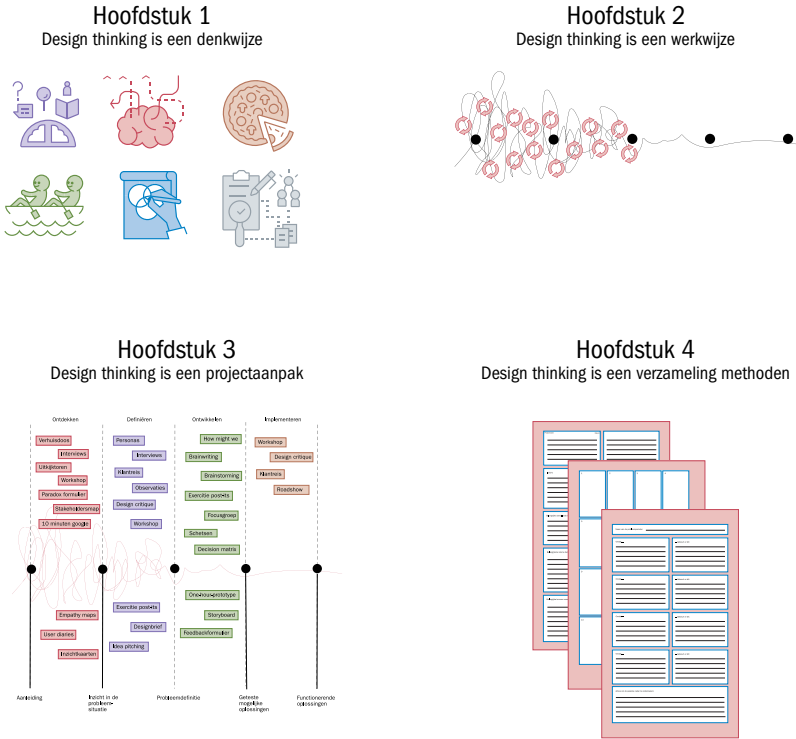 Hoofdstuk 1
Design thinking is een denkwijze
Hoofdstuk 2
Design thinking is een werkwijze
Hoofdstuk 3
Design thinking is een projectaanpak
Ontdekken
Definiëren
Ontwikkelen
Implementeren
Verhuisdoos
Interviews
Uitkijktoren
Workshop
Paradox formulier
Stakeholdersmap
10 minuten google
Empathy maps
User diaries
Inzichtkaarten
Personas
Interviews
Klantreis
Observaties
Design critique
Workshop
Exercitie post-its
Designbrief
Idea pitching
How might we
Brainwriting
Brainstorming
Exercitie post-its
Focusgroep
Schetsen
Decision matrix
One-hour-prototype
Storyboard
Feedbackformulier
Workshop
Design critique
Klantreis
Roadshow
Aanleiding
Inzicht in de
probleem-
situatie
Probleemdefinitie
Geteste
mogelijke
oplossingen
Functionerende
oplossingen
Hoofdstuk 4
Design thinking is een verzameling methoden